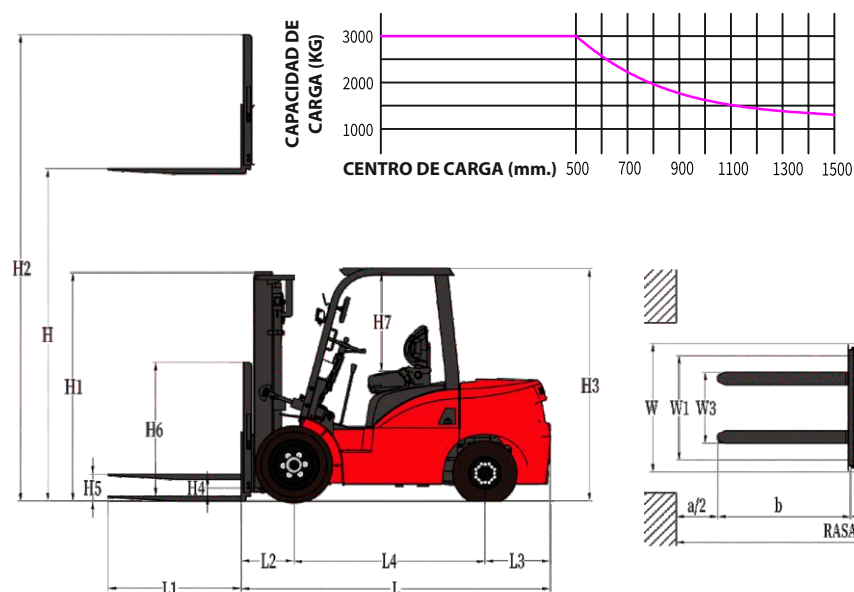 CAPACIDAD DE
CARGA (KG)
3000
2000
1000
CENTRO DE CARGA (mm.) 500 700 900 1100 1300 1500
H2
H
H1
H7
H3
H6
H5
H4
L2
L4
L3
L1
L
W
W1
W3
a/2
b
RASA